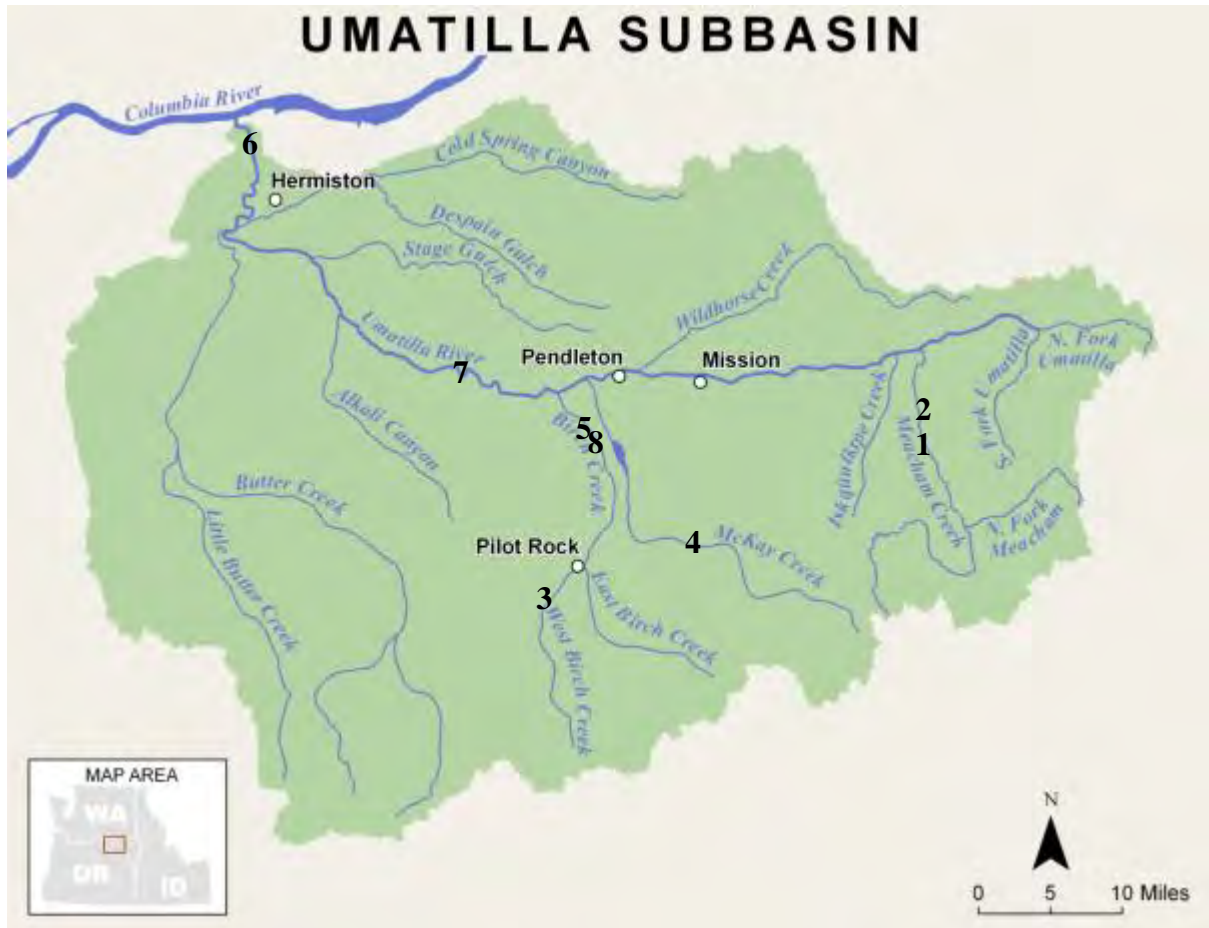 UMATILLA SUBBASIN
Columbia River
6
Hermiston
Cold Spring Canyon
Despain Gulch
Stage Gulch
Wildhorse Creek
Umatilla River
7
Pendleton
Mission
N. Fork
Umatilla
S. Fork Umatilla
Alkali Canyon
5
8
Birch Creek
2
1
Meacham Creek
N. Fork
Meacham
Butter Creek
Little Butter Creek
Pilot Rock
4
McKay Creek
3
East Birch Creek
West Birch Creek
MAP AREA
WA
OR
ID
N
0 5 10 Miles